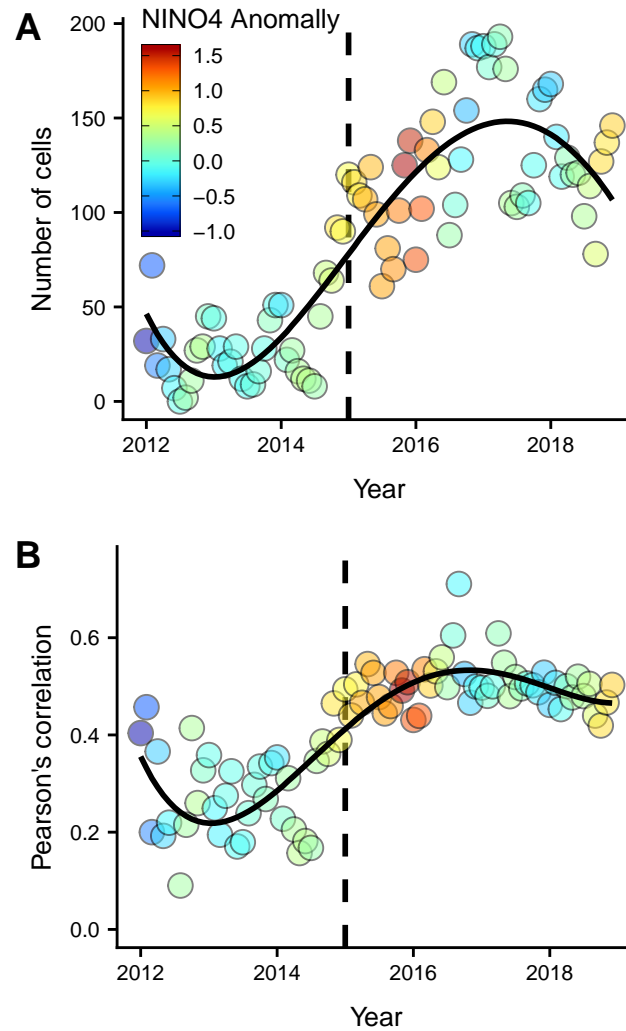 A
NINO4 Anomally
1.5
1.0
0.5
0.0
−0.5
−1.0
Number of cells
200
150
100
50
0
2012 2014 2016 2018
Year
B
Pearson's correlation
0.6
0.4
0.2
0.0
2012 2014 2016 2018
Year